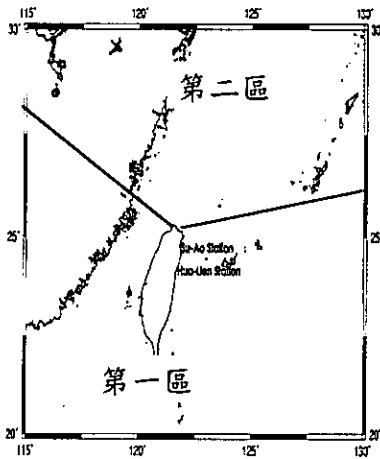 115' 120' 125' 130'
30' 30'
第二區
25' 25'
Su-Ao Station
Hua-Lien Station
第一區
20' 20'
115' 120' 125' 130'